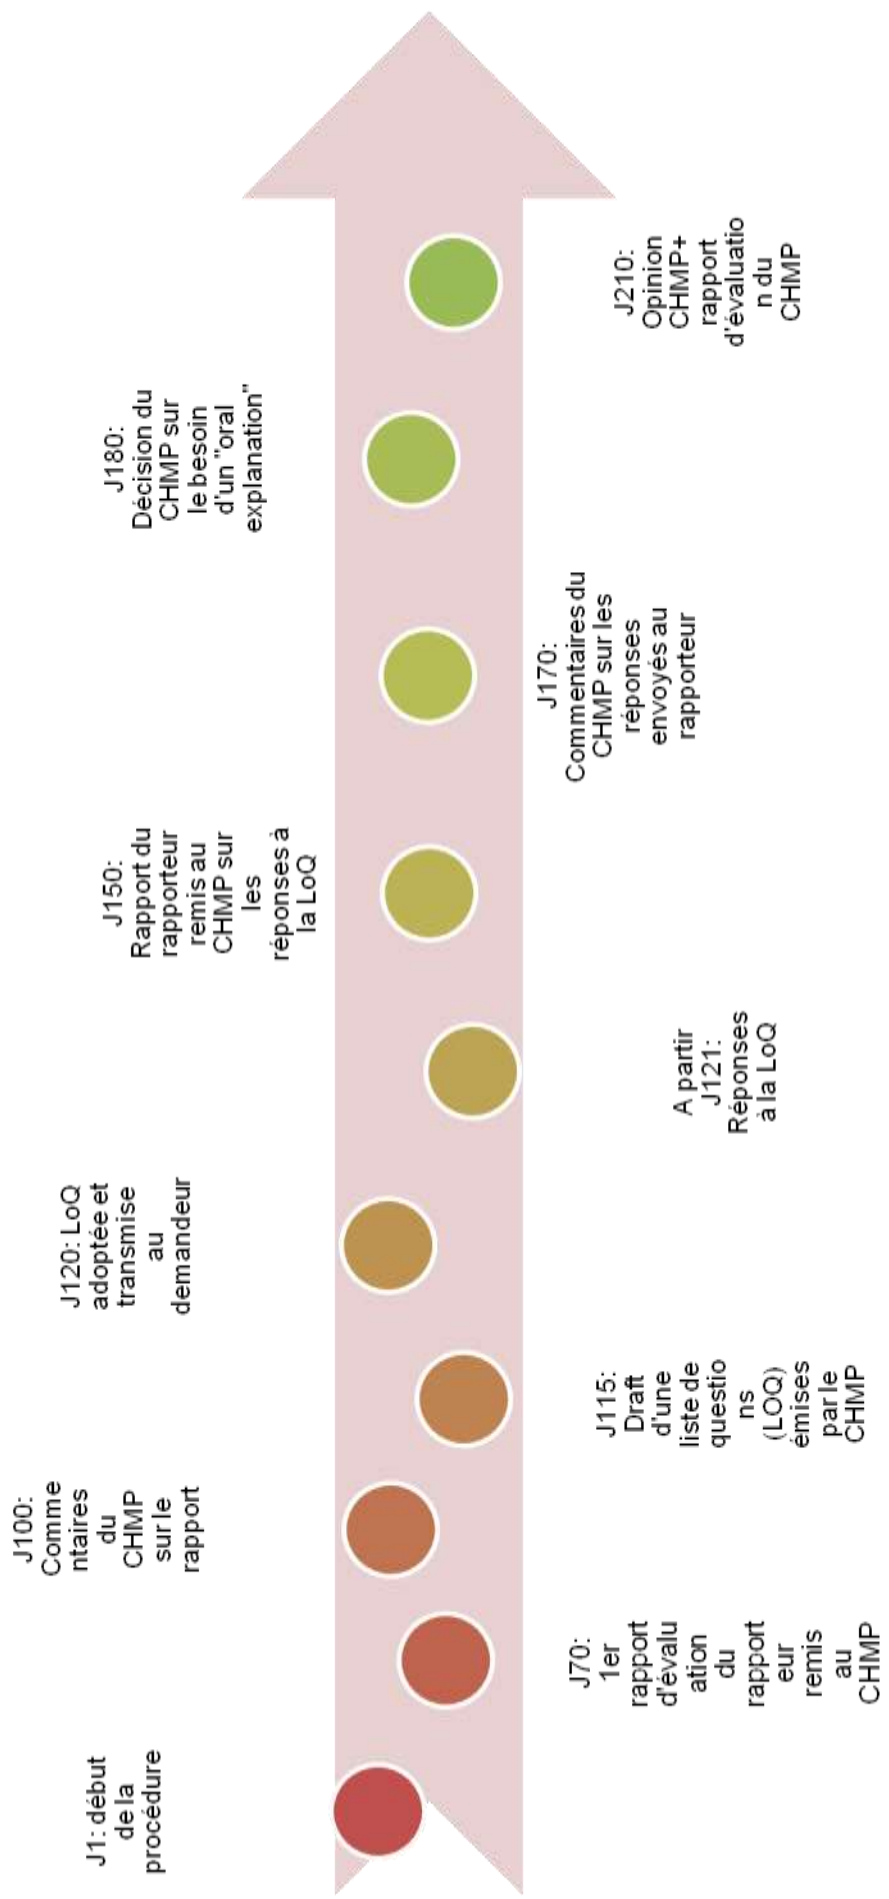 J1: début
de la
procédure
J70:
1er
rapport
d'évalu
ation
du
rapport
eur
remis
au
CHMP
J100:
Comme
ntaires
du
CHMP
sur le
rapport
J115:
Draft
d'une
liste de
questio
ns
(LOQ)
émises
par le
CHMP
J120: LoQ
adoptée et
transmise
au
demandeur
A partir
J121:
Réponses
à la LoQ
J150:
Rapport du
rapporteur
remis au
CHMP sur
les
réponses à
la LoQ
J170:
Commentaires du
CHMP sur les
réponses
envoyés au
rapporteur
J180:
Décision du
CHMP sur
le besoin
d'un "oral
explanation"
J210:
Opinion
CHMP+
rapport
d'évaluatio
n du
CHMP